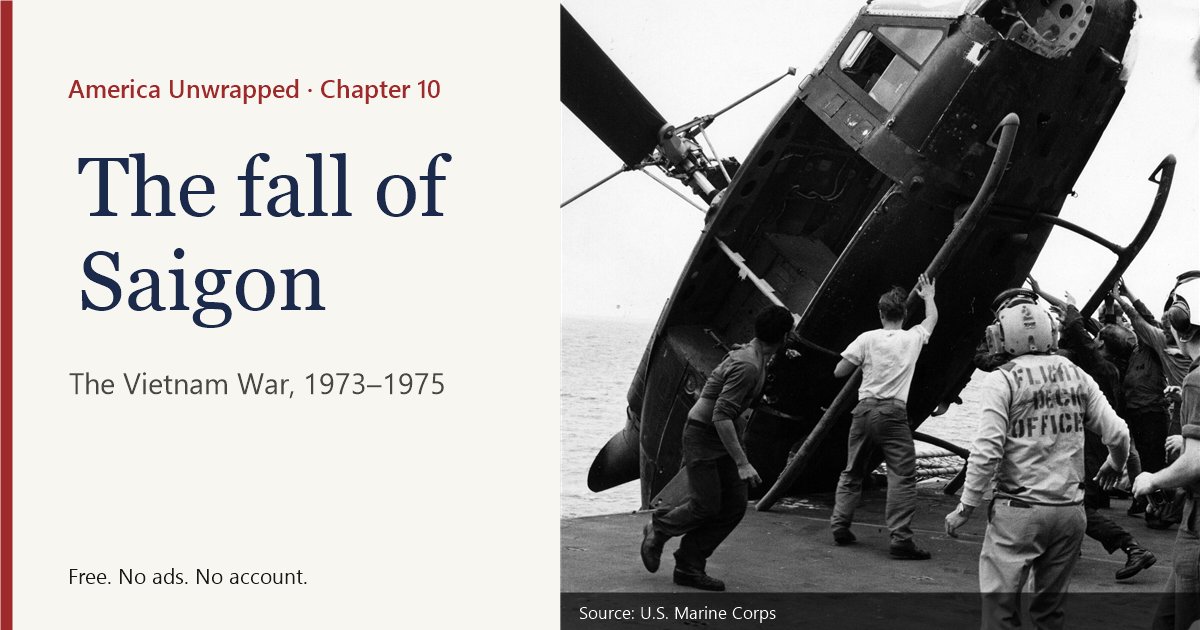 America Unwrapped · Chapter 10
The fall of
Saigon
The Vietnam War, 1973–1975
Free. No ads. No account.
FLIGHT
DECK
OFFICER
Source: U.S. Marine Corps